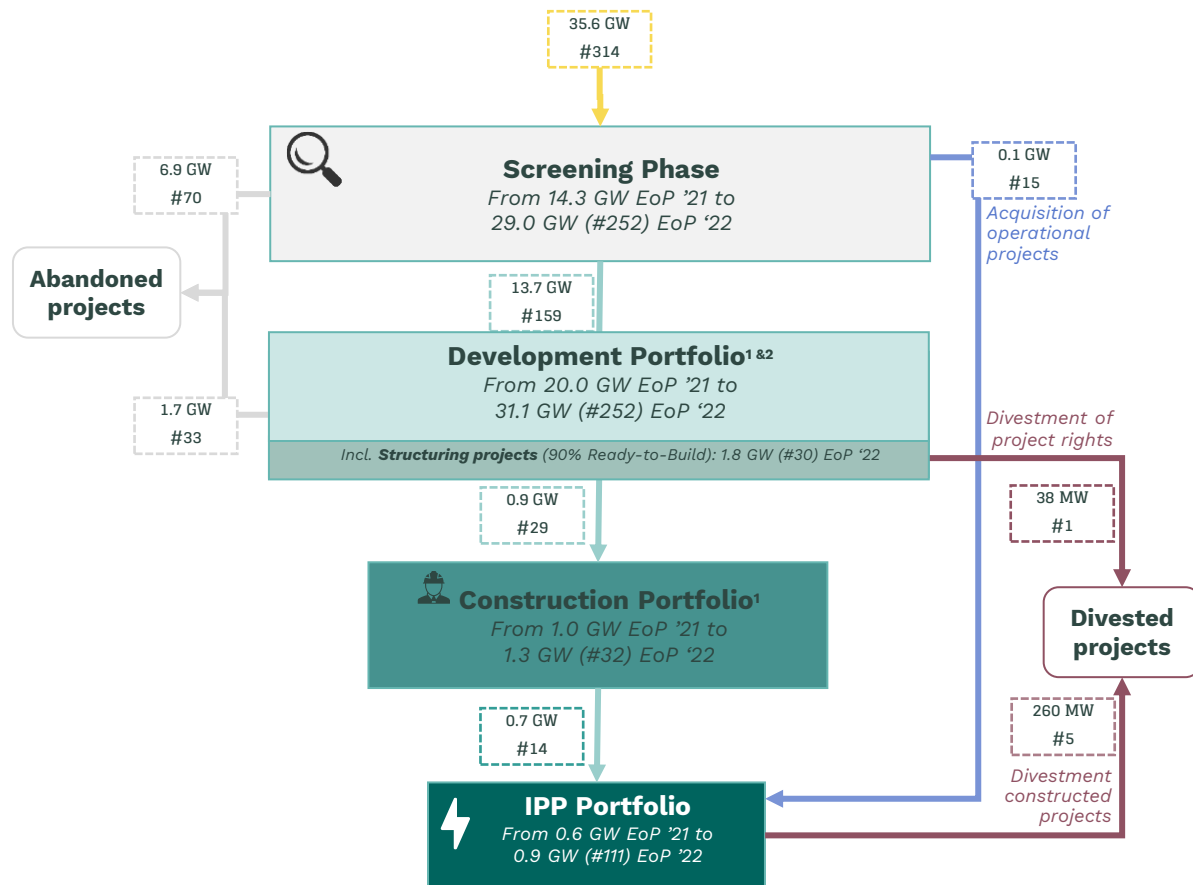 35.6 GW
#314
Screening Phase
From 14.3 GW EoP ’21 to
29.0 GW (#252) EoP ‘22
6.9 GW
#70
0.1 GW
#15
Acquisition of
operational
projects
Abandoned
projects
13.7 GW
#159
Development Portfolio¹ &²
From 20.0 GW EoP ’21 to
31.1 GW (#252) EoP ‘22
Incl. Structuring projects (90% Ready-to-Build): 1.8 GW (#30) EoP ‘22
1.7 GW
#33
Divestment of
project rights
0.9 GW
#29
38 MW
#1
Construction Portfolio¹
From 1.0 GW EoP ’21 to
1.3 GW (#32) EoP ‘22
Divested
projects
0.7 GW
#14
260 MW
#5
Divestment
constructed
projects
IPP Portfolio
From 0.6 GW EoP ’21 to
0.9 GW (#111) EoP ’22